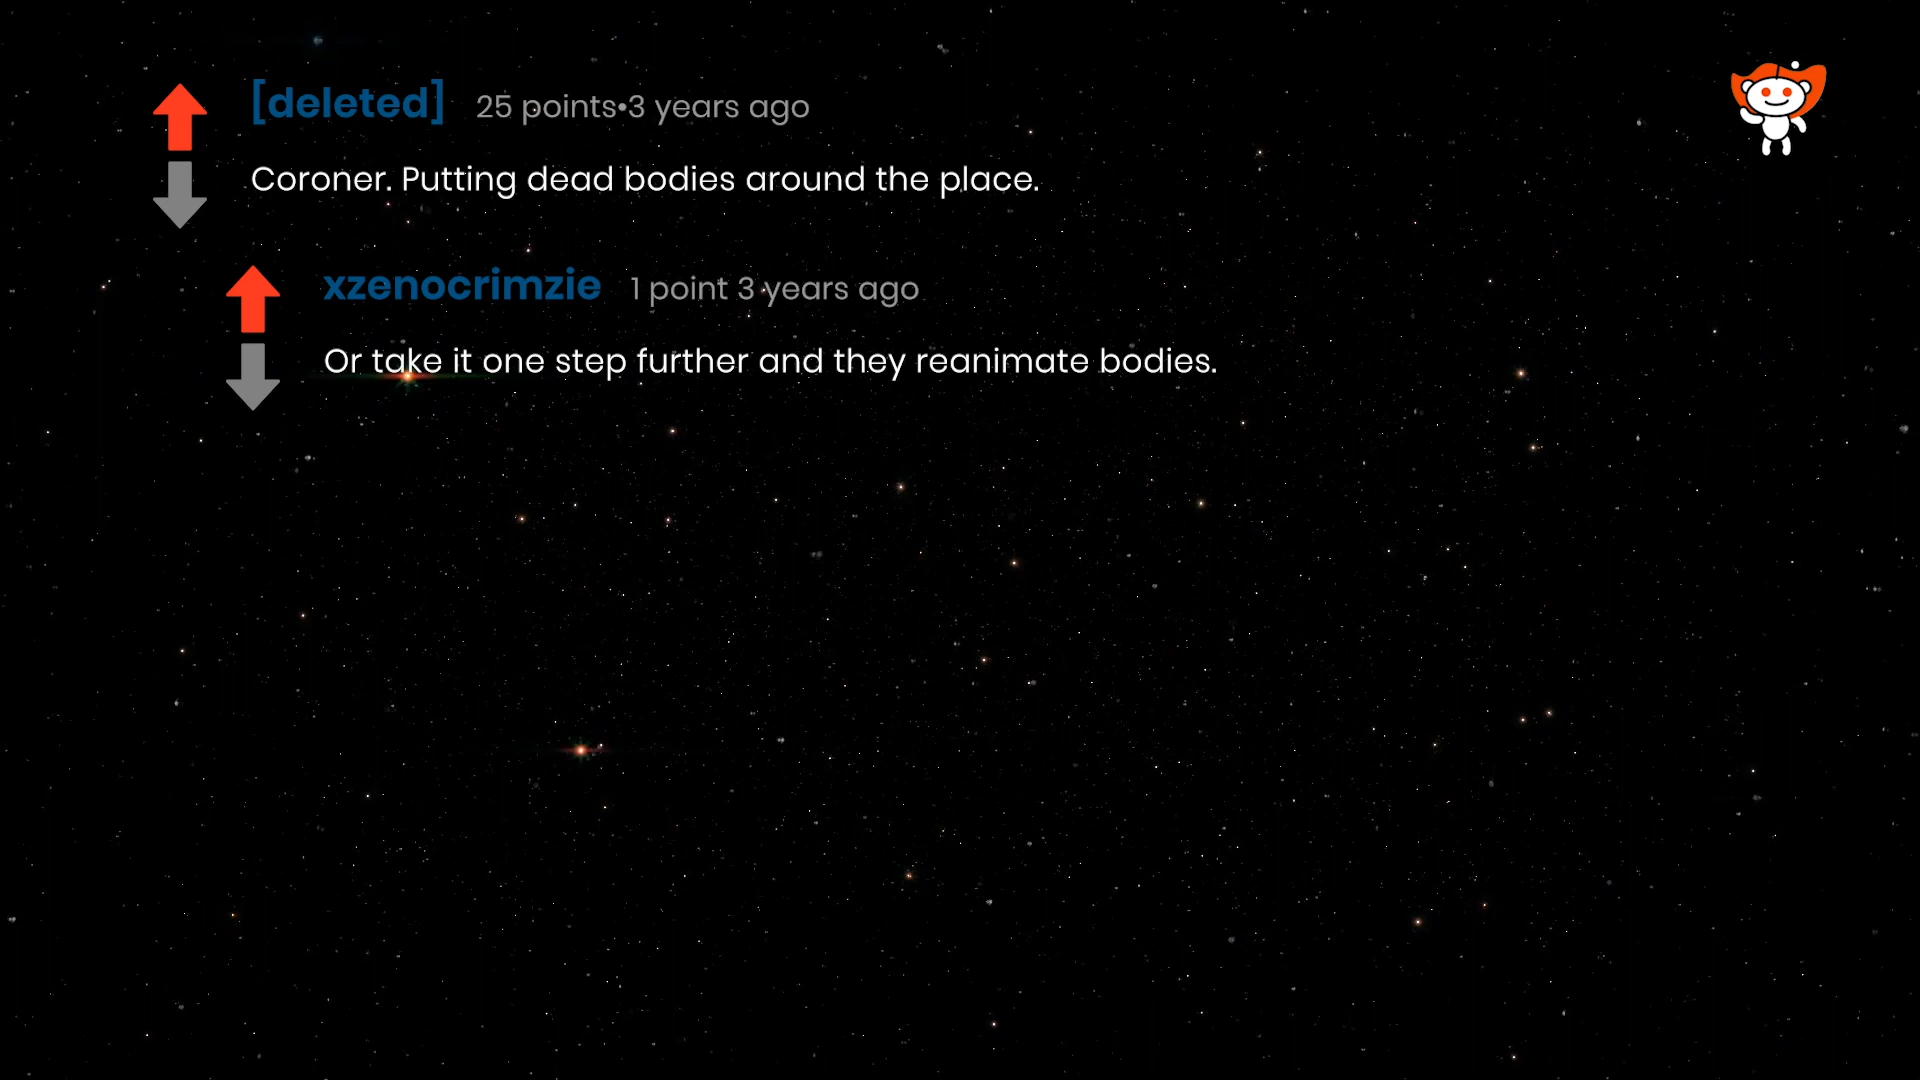 [deleted] 25 points•3 years ago
Coroner. Putting dead bodies around the place.
xzenocrimzie 1 point 3 years ago
Or take it one step further and they reanimate bodies.